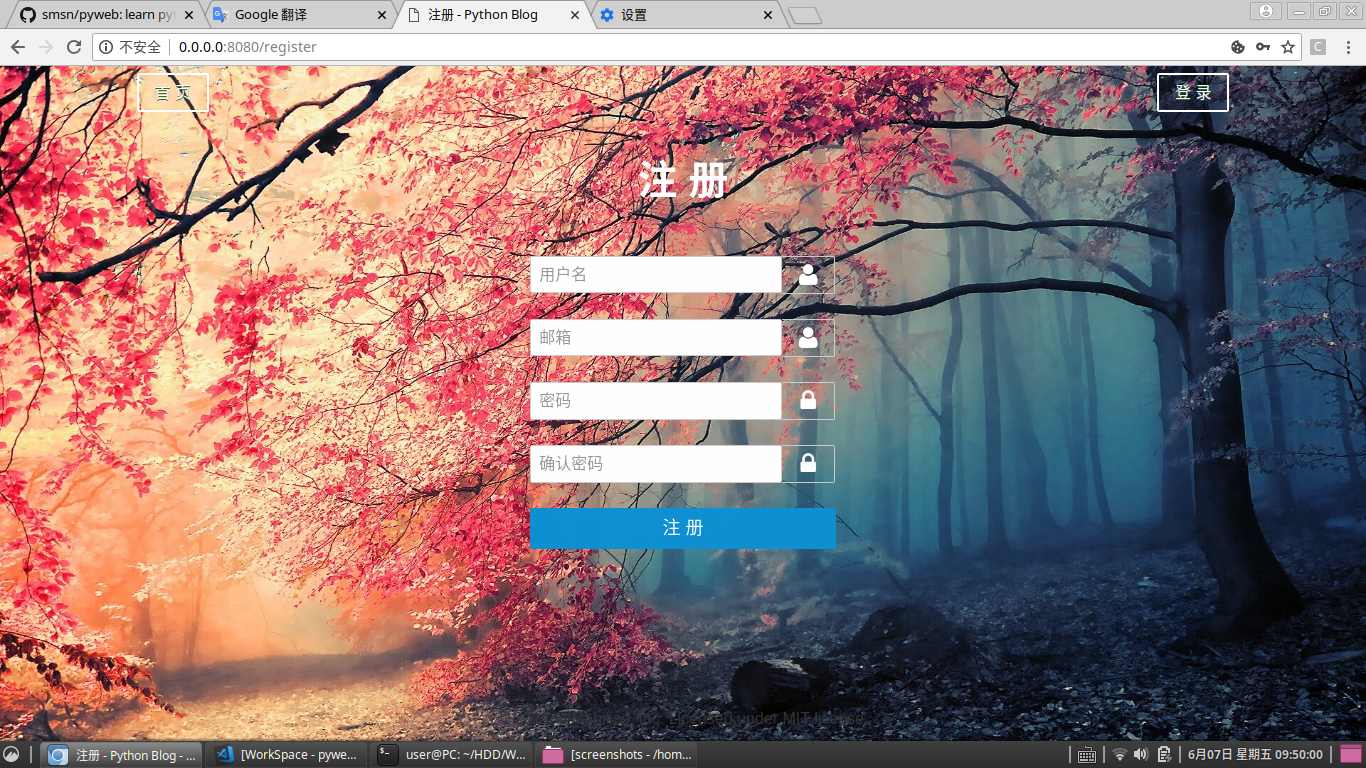 smsn/pyweb: learn pyt
Google 翻译
注册 - Python Blog
设置
不安全
0.0.0.0:8080/register
C
首 页
登 录
注 册
用户名
邮箱
密码
确认密码
注 册
under MIT license.
注册 - Python Blog - ...
[WorkSpace - pywe...
user@PC: ~/HDD/W...
[screenshots - /hom...
6月07日 星期五 09:50:00